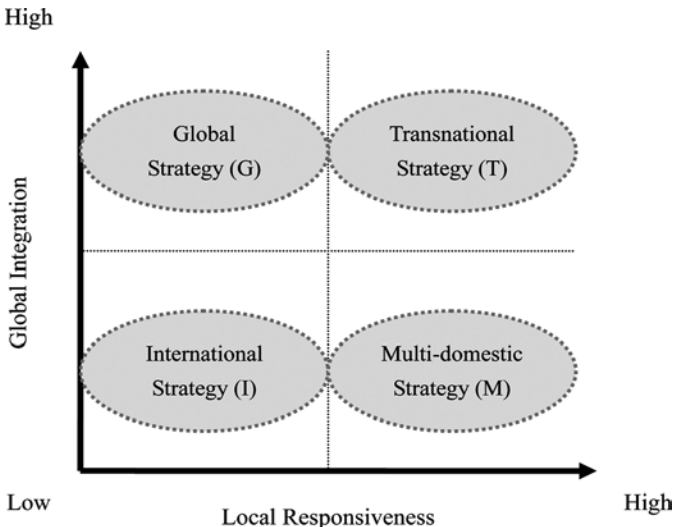 High
Global
Strategy (G)
Transnational
Strategy (T)
Global Integration
International
Strategy (I)
Multi-domestic
Strategy (M)
Low
Local Responsiveness
High